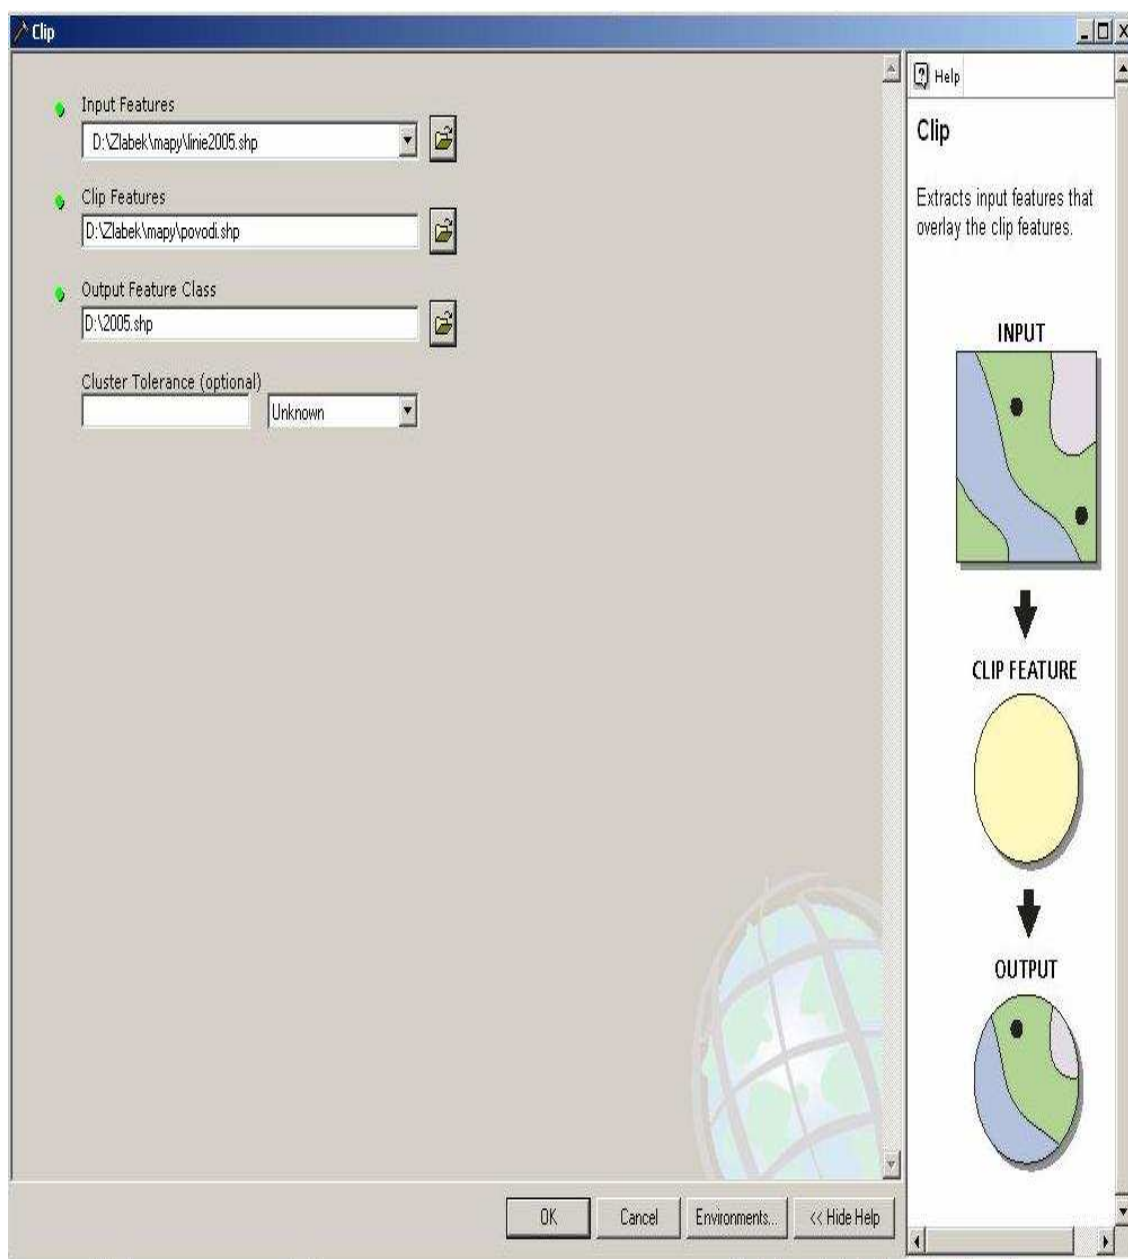 Clip
Input Features
D:\Zlabek\mapy\linie2005.shp
Clip Features
D:\Zlabek\mapy\povodi.shp
Output Feature Class
D:\2005.shp
Cluster Tolerance (optional)
Unknown
OK
Cancel
Environments...
<< Hide Help
Help
Clip
Extracts input features that
overlay the clip features.
INPUT
CLIP FEATURE
OUTPUT